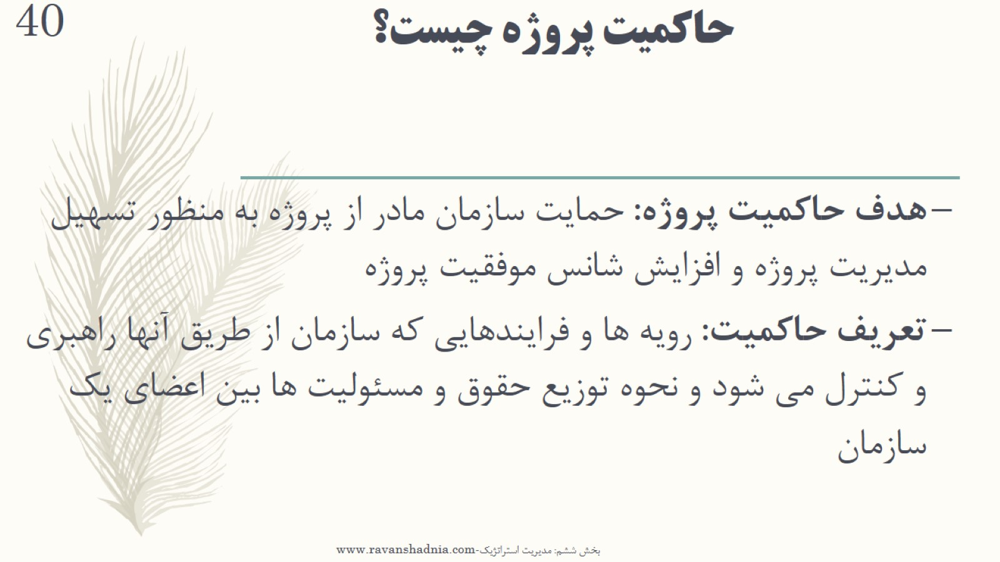 40
حاکمیت پروژه چیست؟
– هدف حاکمیت پروژه: حمایت سازمان مادر از پروژه به منظور تسهیل
مدیریت پروژه و افزایش شانس موفقیت پروژه
– تعریف حاکمیت: رویه ها و فرایندهایی که سازمان از طریق آنها راهبری
و کنترل می شود و نحوه توزیع حقوق و مسئولیت ها بین اعضای یک
سازمان
بخش ششم: مدیریت استراتژیک-www.ravanshadnia.com